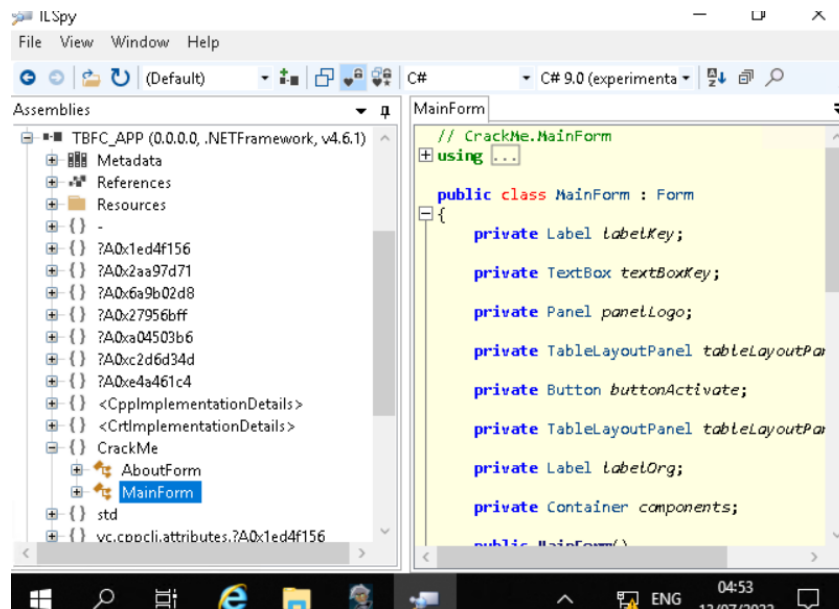 ILSpy
File View Window Help
(Default) C# C# 9.0 (experimenta
Assemblies
TBFC_APP (0.0.0.0, .NETFramework, v4.6.1)
Metadata
References
Resources
{ } -
{ } ?A0x1ed4f156
{ } ?A0x2aa97d71
{ } ?A0x6a9b02d8
{ } ?A0x27956bff
{ } ?A0xa04503b6
{ } ?A0xc2d6d34d
{ } ?A0xe4a461c4
{ } <CppImplementationDetails>
{ } <CrtImplementationDetails>
{ } CrackMe
AboutForm
MainForm
{ } std
{ } vc.cppcli.attributes.?A0x1ed4f156
MainForm
// CrackMe.MainForm
using ...
public class MainForm : Form
{
private Label labelKey;
private TextBox textBoxKey;
private Panel panelLogo;
private TableLayoutPanel tableLayoutPan
private Button buttonActivate;
private TableLayoutPanel tableLayoutPan
private Label labelOrg;
private Container components;
public MainForm()
ENG
04:53